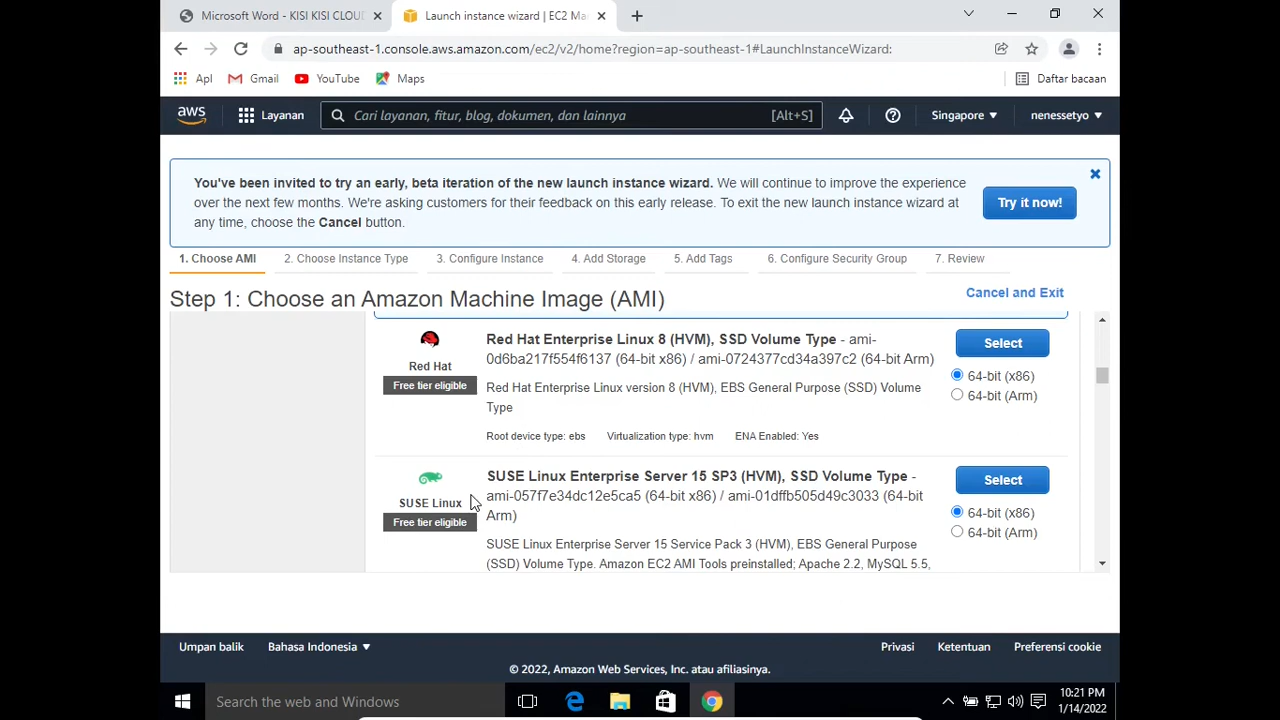 Microsoft Word - KISI KISI CLOUD
Launch instance wizard | EC2 Ma
ap-southeast-1.console.aws.amazon.com/ec2/v2/home?region=ap-southeast-1#LaunchInstanceWizard:
Apl
Gmail
YouTube
Maps
Daftar bacaan
aws
Layanan
Cari layanan, fitur, blog, dokumen, dan lainnya
[Alt+S]
Singapore
nenessetyo
You've been invited to try an early, beta iteration of the new launch instance wizard. We will continue to improve the experience
over the next few months. We're asking customers for their feedback on this early release. To exit the new launch instance wizard at
any time, choose the Cancel button.
Try it now!
1. Choose AMI
2. Choose Instance Type
3. Configure Instance
4. Add Storage
5. Add Tags
6. Configure Security Group
7. Review
Step 1: Choose an Amazon Machine Image (AMI)
Cancel and Exit
Red Hat
Free tier eligible
Red Hat Enterprise Linux 8 (HVM), SSD Volume Type - ami-
0d6ba217f554f6137 (64-bit x86) / ami-0724377cd34a397c2 (64-bit Arm)
Red Hat Enterprise Linux version 8 (HVM), EBS General Purpose (SSD) Volume
Type
Root device type: ebs
Virtualization type: hvm
ENA Enabled: Yes
Select
64-bit (x86)
64-bit (Arm)
SUSE Linux
Free tier eligible
SUSE Linux Enterprise Server 15 SP3 (HVM), SSD Volume Type -
ami-057f7e34dc12e5ca5 (64-bit x86) / ami-01dffb505d49c3033 (64-bit
Arm)
SUSE Linux Enterprise Server 15 Service Pack 3 (HVM), EBS General Purpose
(SSD) Volume Type. Amazon EC2 AMI Tools preinstalled; Apache 2.2, MySQL 5.5,
Select
64-bit (x86)
64-bit (Arm)
Umpan balik
Bahasa Indonesia
Privasi
Ketentuan
Preferensi cookie
© 2022, Amazon Web Services, Inc. atau afiliasinya.
Search the web and Windows
10:21 PM
1/14/2022